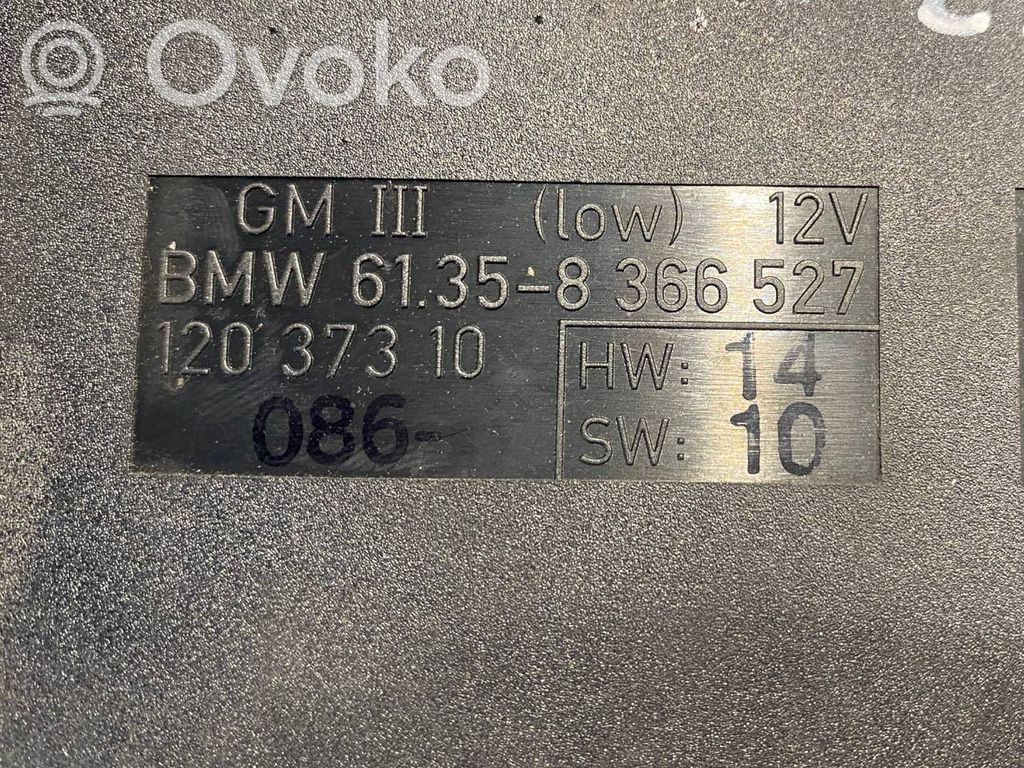 Ovoko
GM III (low) 12V
BMW 61.35-8 366 527
120 373 10
HW: 14
086-
SW: 10